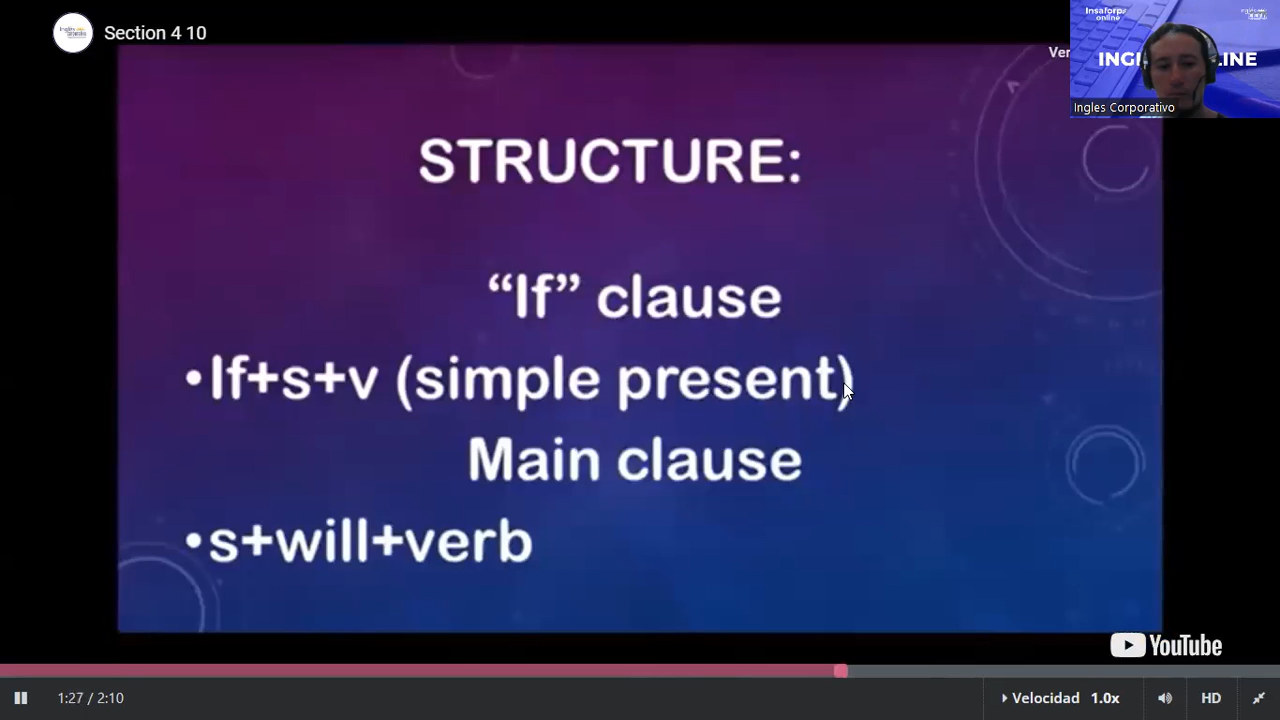 Section 4 10
Ver
Insaforp
online
INGL
LINE
Ingles Corporativo
STRUCTURE:
“If” clause
•If+s+v (simple present)
Main clause
•s+will+verb
YouTube
1:27 / 2:10
Velocidad 1.0x
HD